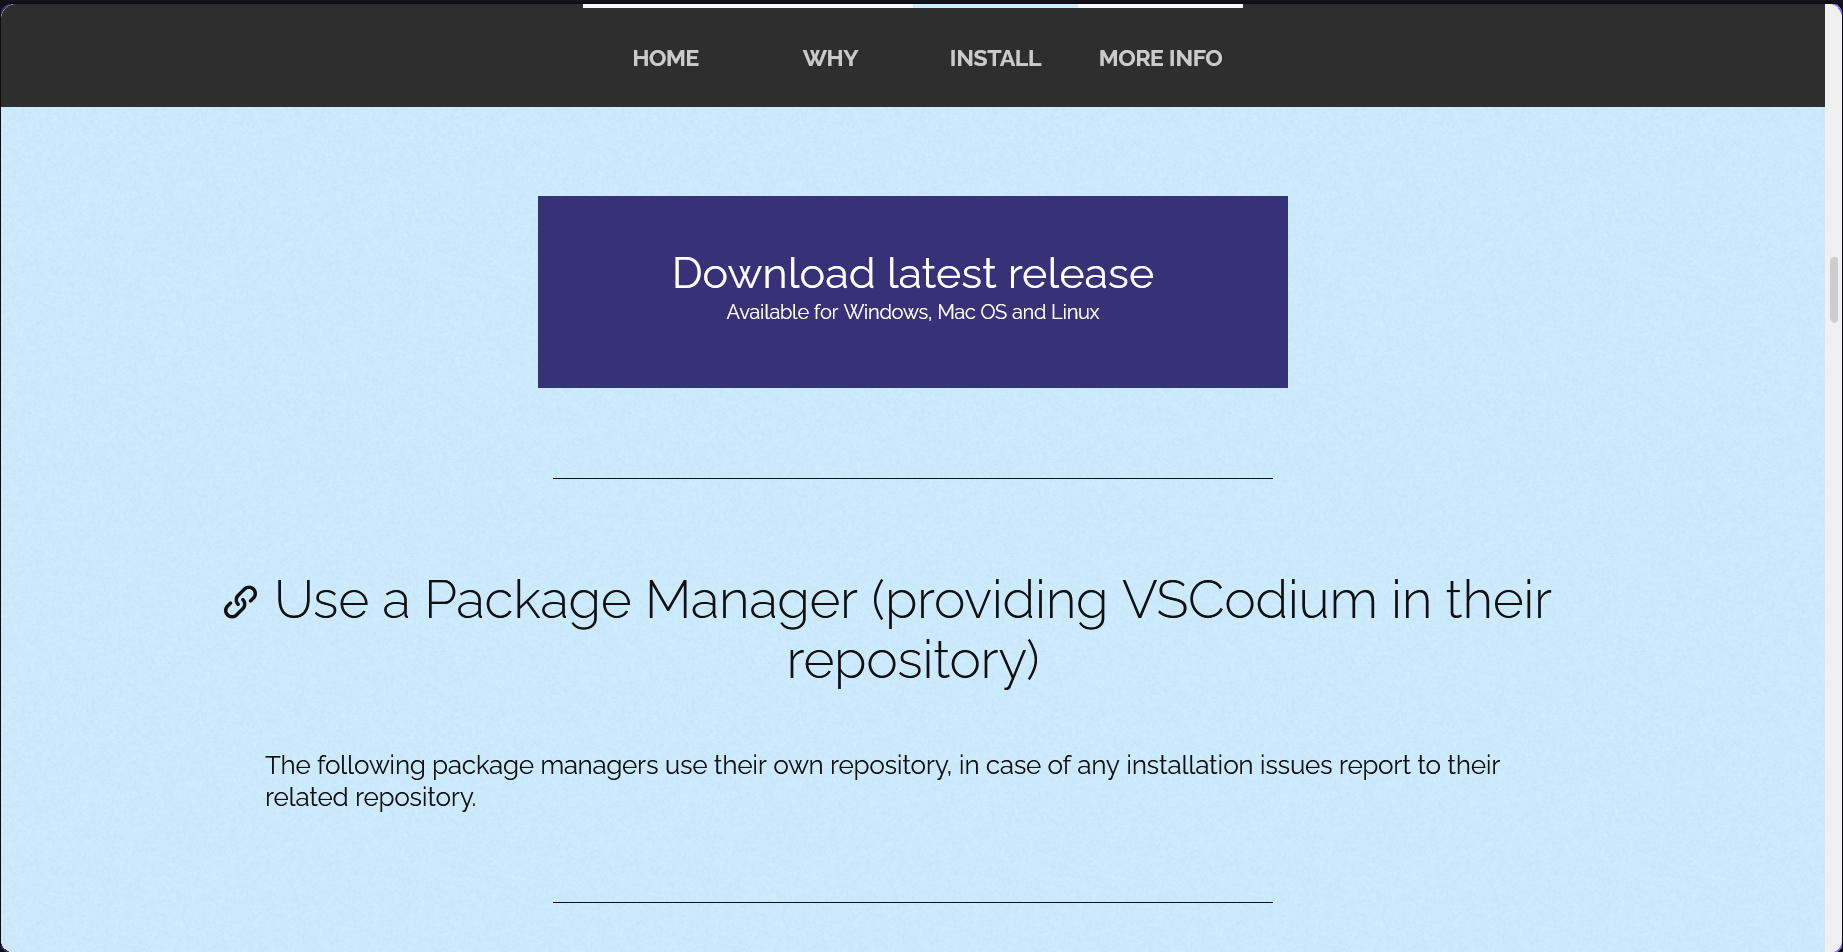 HOME WHY INSTALL MORE INFO
Download latest release
Available for Windows, Mac OS and Linux
Use a Package Manager (providing VSCodium in their
repository)
The following package managers use their own repository, in case of any installation issues report to their
related repository.